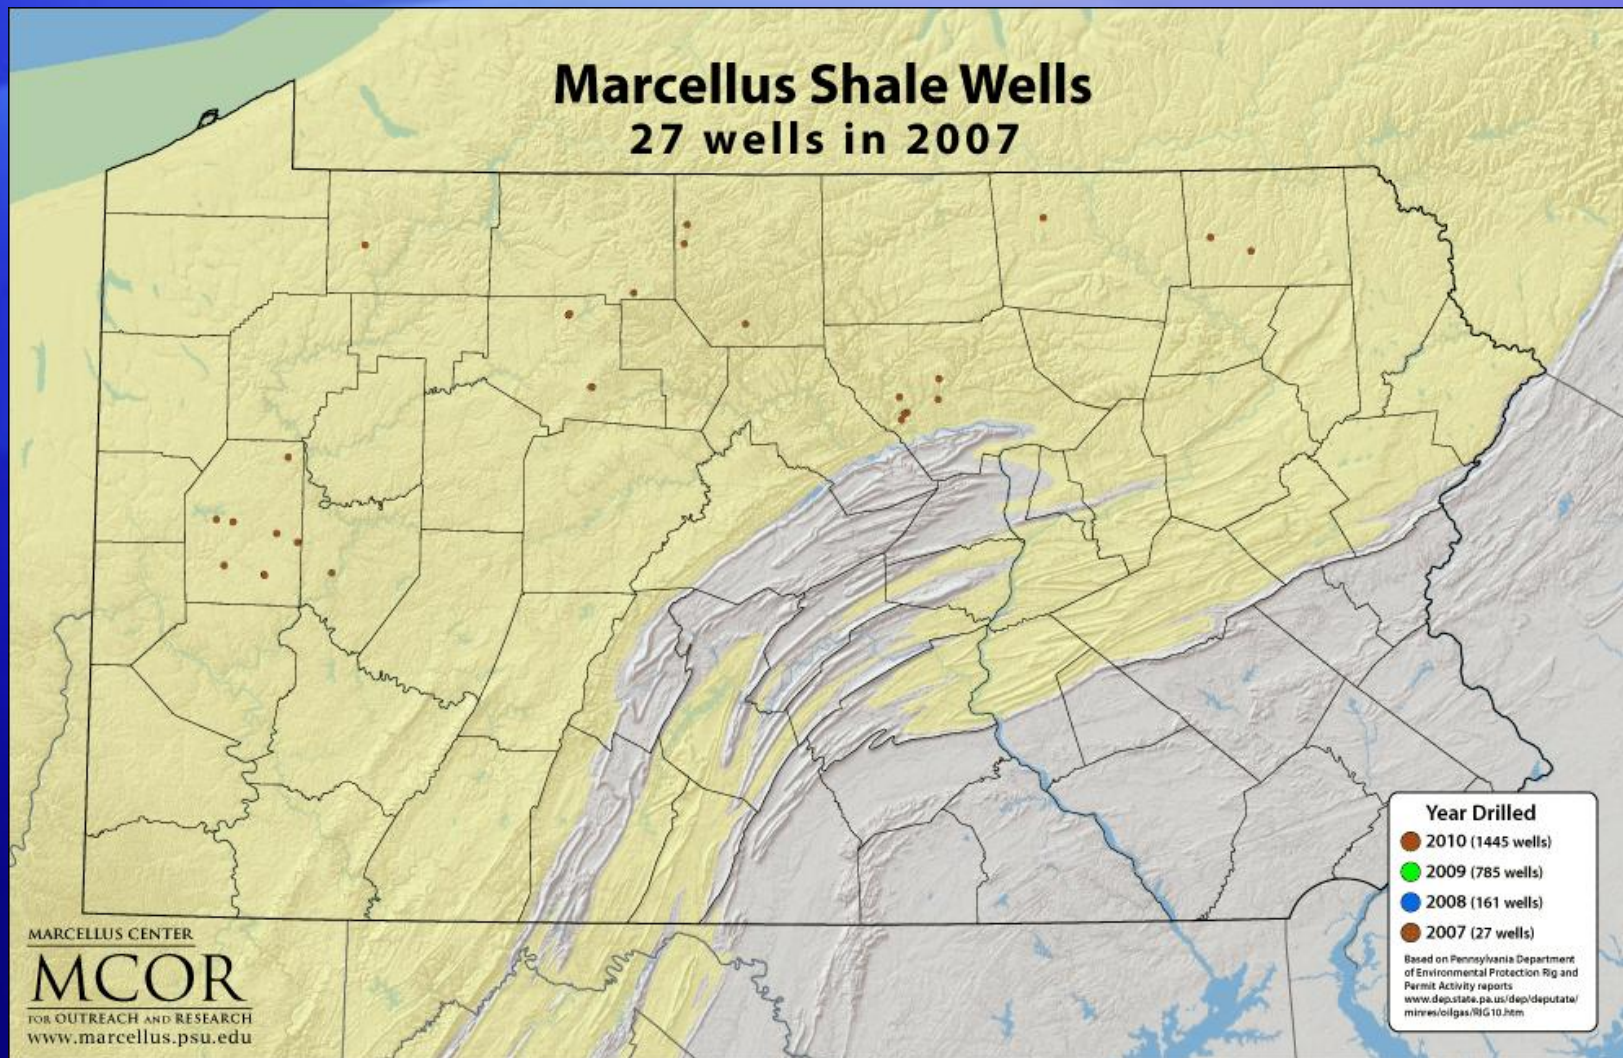 Marcellus Shale Wells
27 wells in 2007
Year Drilled
2010 (1445 wells)
2009 (785 wells)
2008 (161 wells)
2007 (27 wells)
Based on Pennsylvania Department
of Environmental Protection Rig and
Permit Activity reports
www.dep.state.pa.us/dep/deputate/
minres/oilgas/RIG10.htm
MARCELLUS CENTER
MCOR
FOR OUTREACH AND RESEARCH
www.marcellus.psu.edu